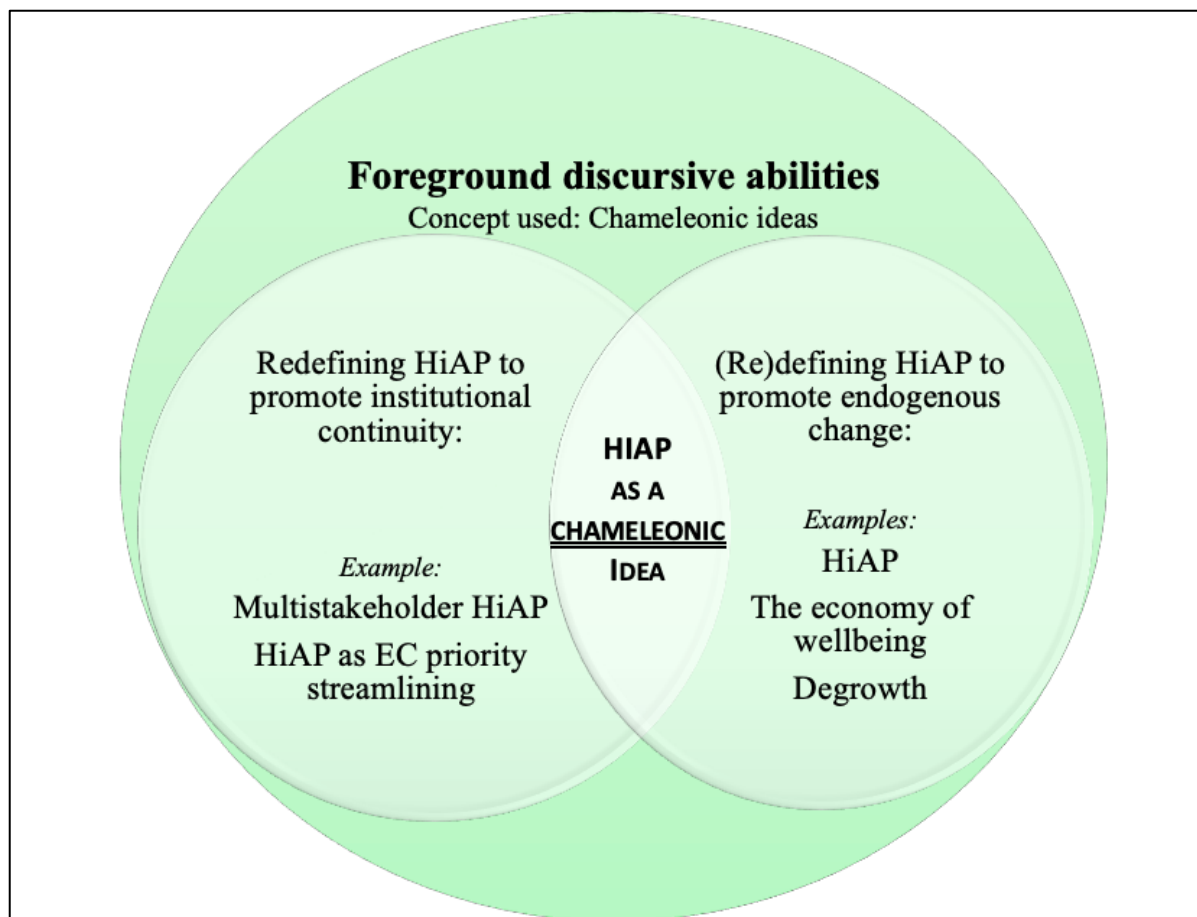 Foreground discursive abilities
Concept used: Chameleonic ideas
Redefining HiAP to
promote institutional
continuity:
Example:
Multistakeholder HiAP
HiAP as EC priority
streamlining
HIAP
AS A
CHAMELEONIC
IDEA
(Re)defining HiAP to
promote endogenous
change:
Examples:
HiAP
The economy of
wellbeing
Degrowth